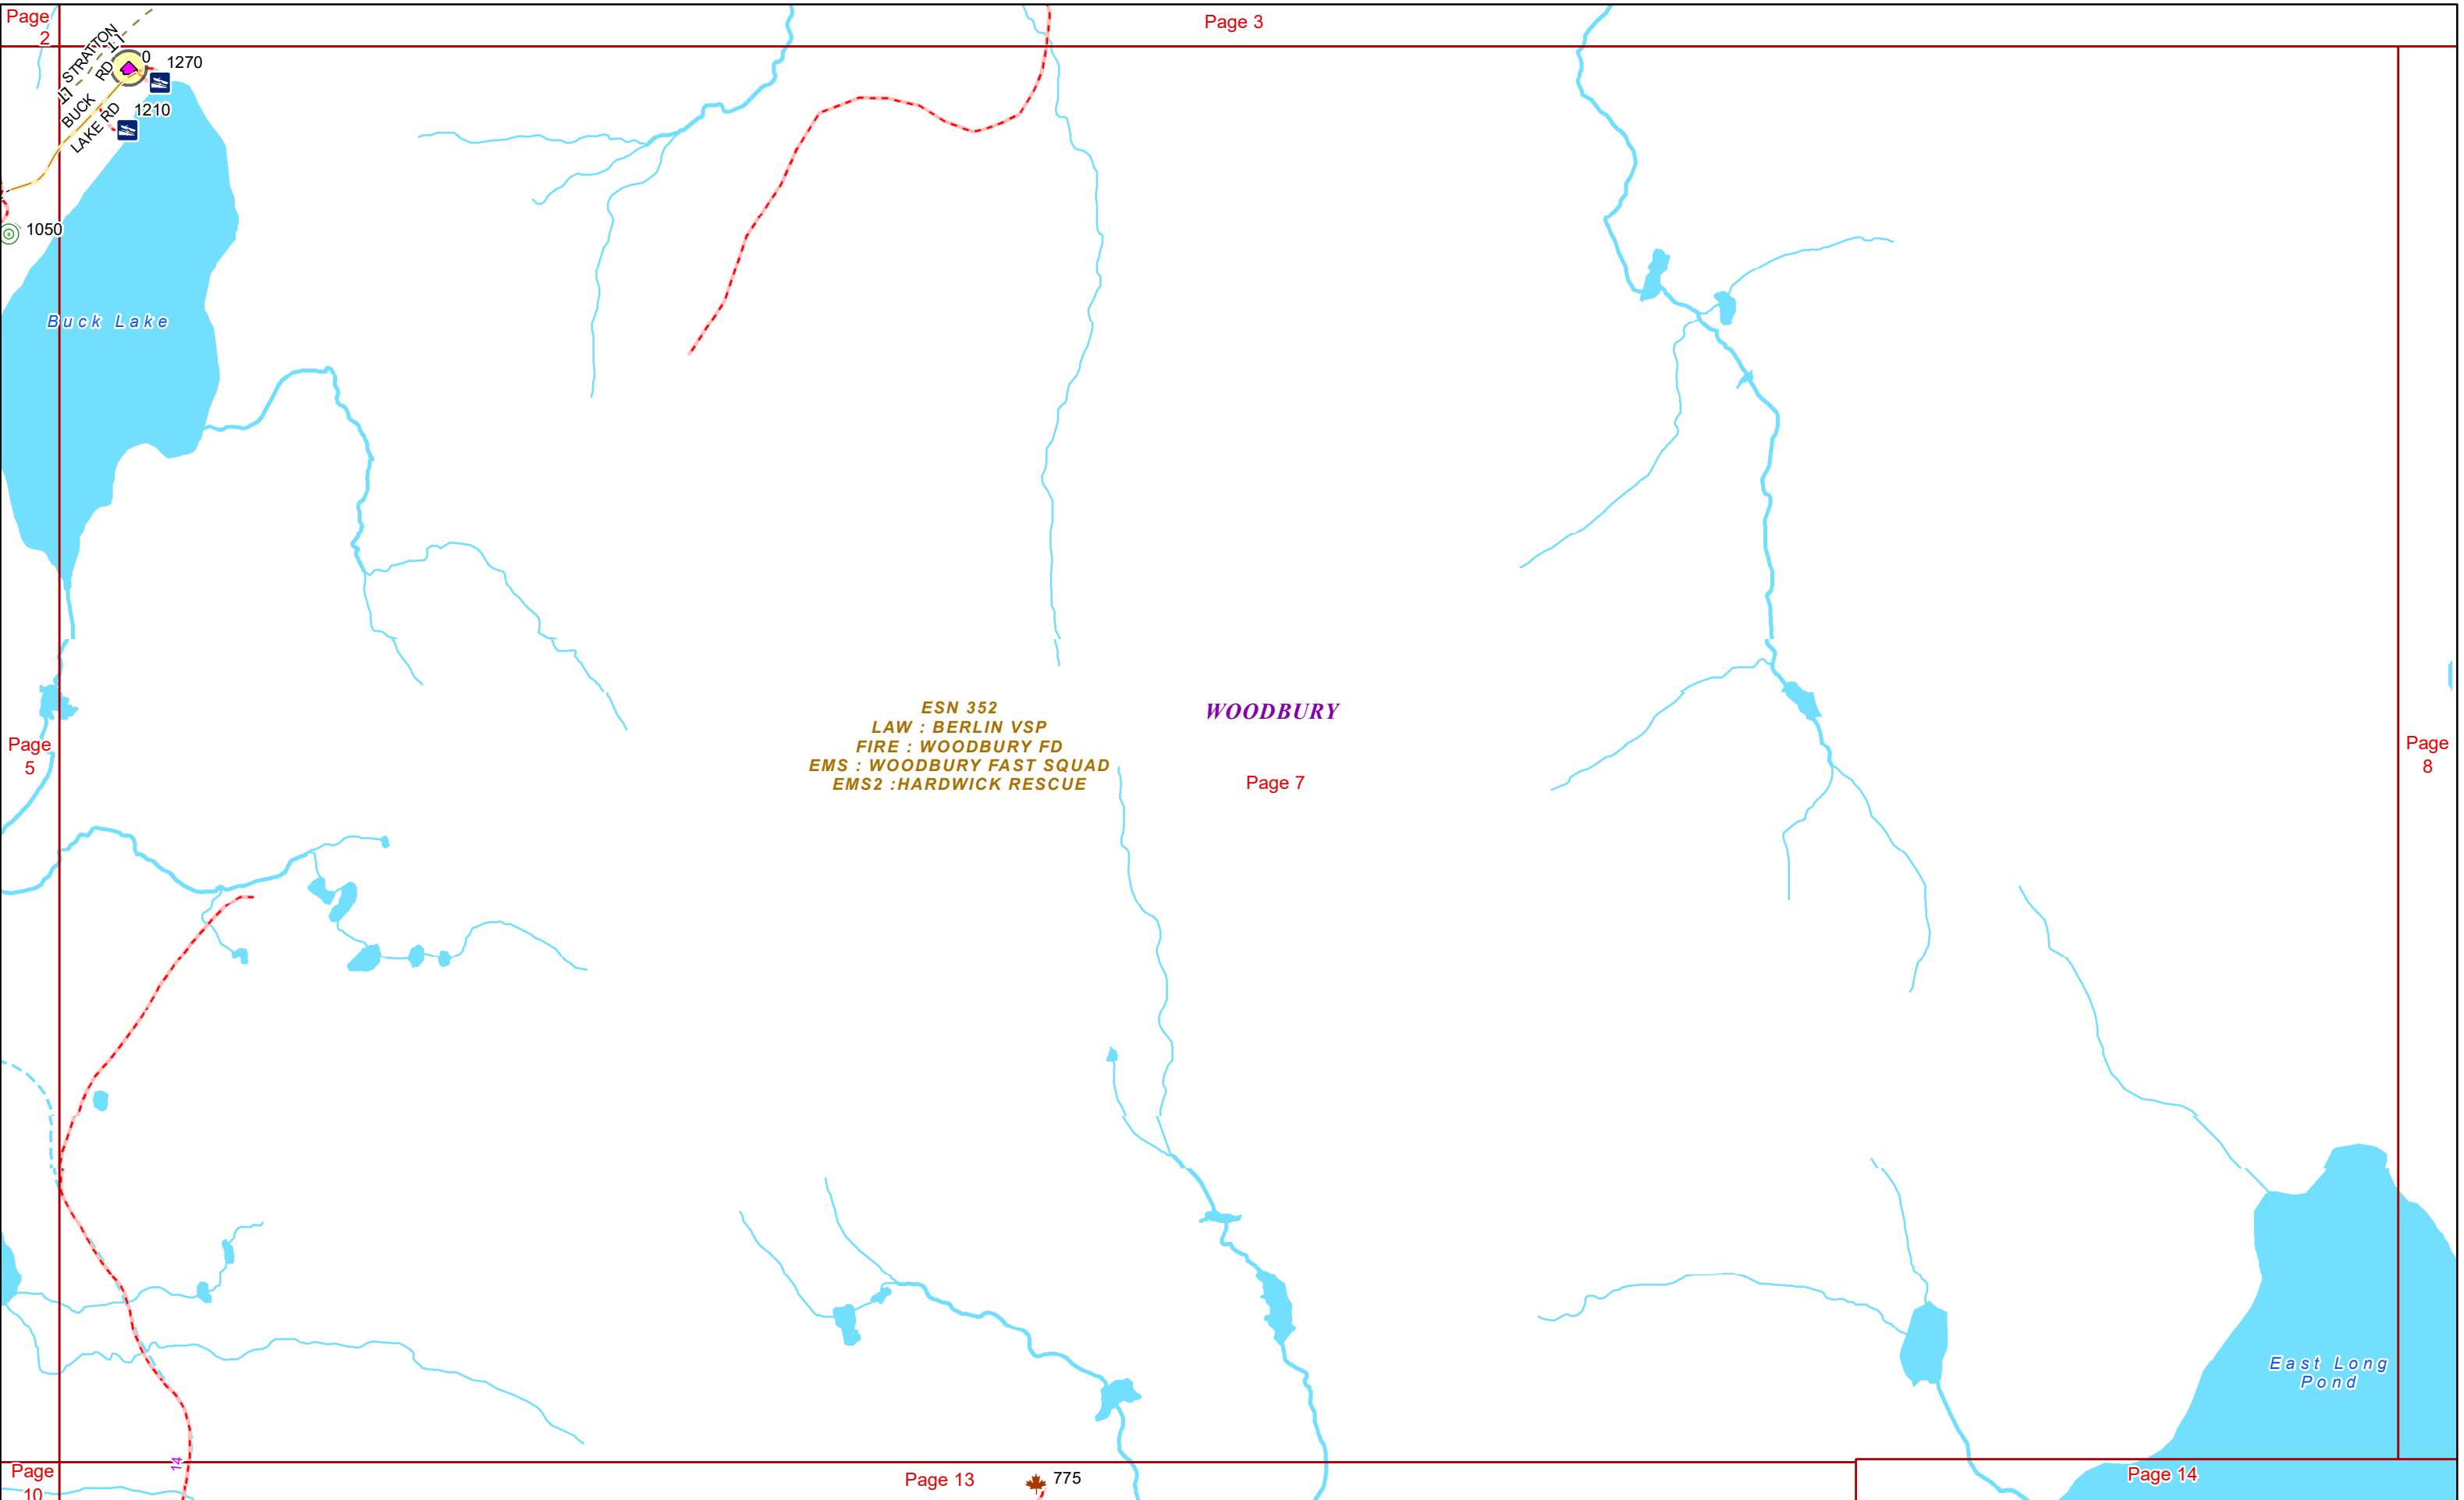 Page
2
Page 3
STRATTON
RD
LT
LT
0
1270
BUCK
LAKE RD
1210
1050
Buck Lake
ESN 352
LAW : BERLIN VSP
FIRE : WOODBURY FD
EMS : WOODBURY FAST SQUAD
EMS2 :HARDWICK RESCUE
WOODBURY
Page 7
Page
5
Page
8
East Long
Pond
14
Page
10
Page 13
775
Page 14